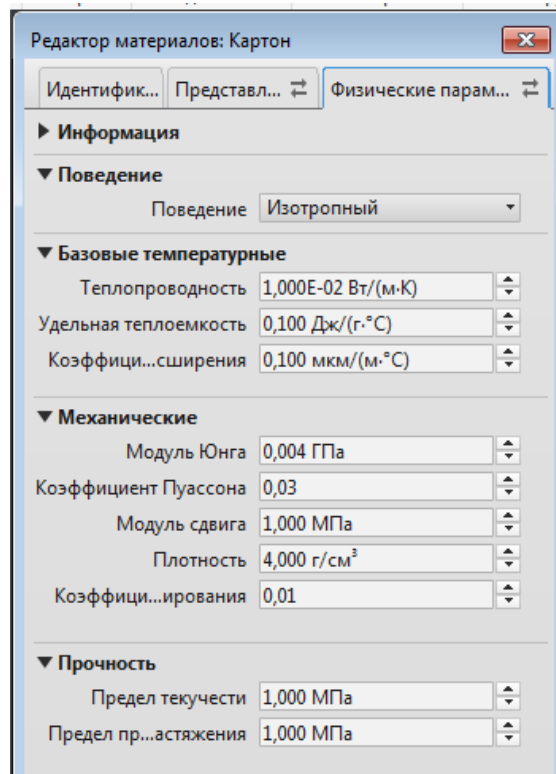 Редактор материалов: Картон
Идентифик... Представл... Физические парам...
Информация
Поведение
Поведение Изотропный
Базовые температурные
Теплопроводность 1,000E-02 Вт/(м·К)
Удельная теплоемкость 0,100 Дж/(г·°C)
Коэффици...сширения 0,100 мкм/(м·°C)
Механические
Модуль Юнга 0,004 ГПа
Коэффициент Пуассона 0,03
Модуль сдвига 1,000 МПа
Плотность 4,000 г/см³
Коэффици...ирования 0,01
Прочность
Предел текучести 1,000 МПа
Предел пр...астяжения 1,000 МПа